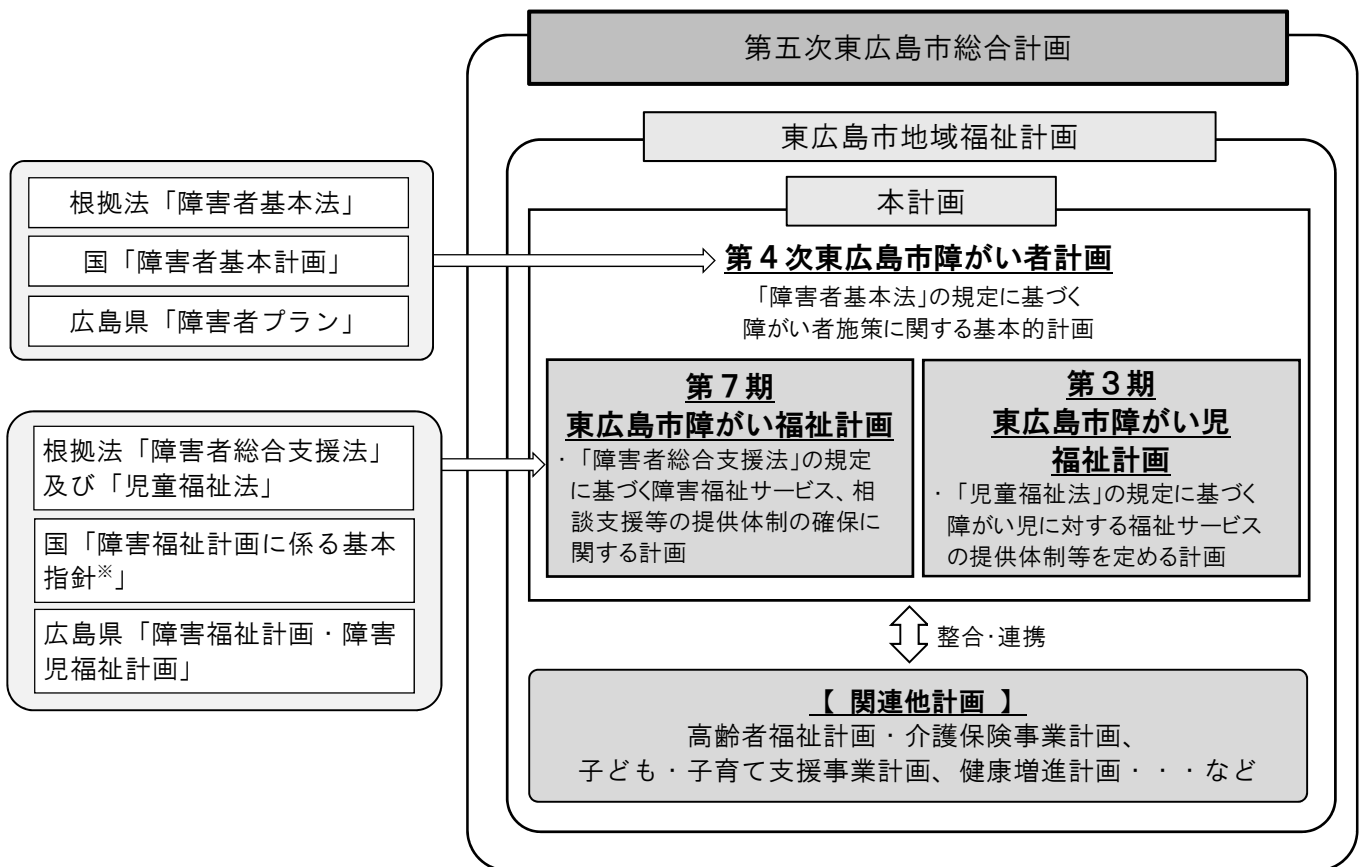 第五次東広島市総合計画
東広島市地域福祉計画
本計画
根拠法「障害者基本法」
国「障害者基本計画」
広島県「障害者プラン」
第４次東広島市障がい者計画
「障害者基本法」の規定に基づく
障がい者施策に関する基本的計画
根拠法「障害者総合支援法」
及び「児童福祉法」
国「障害福祉計画に係る基本
指針※」
広島県「障害福祉計画・障害
児福祉計画」
第７期
東広島市障がい福祉計画
・「障害者総合支援法」の規定
に基づく障害福祉サービス、相
談支援等の提供体制の確保に
関する計画
第３期
東広島市障がい児
福祉計画
・「児童福祉法」の規定に基づく
障がい児に対する福祉サービス
の提供体制等を定める計画
整合・連携
【 関連他計画 】
高齢者福祉計画・介護保険事業計画、
子ども・子育て支援事業計画、健康増進計画・・・など